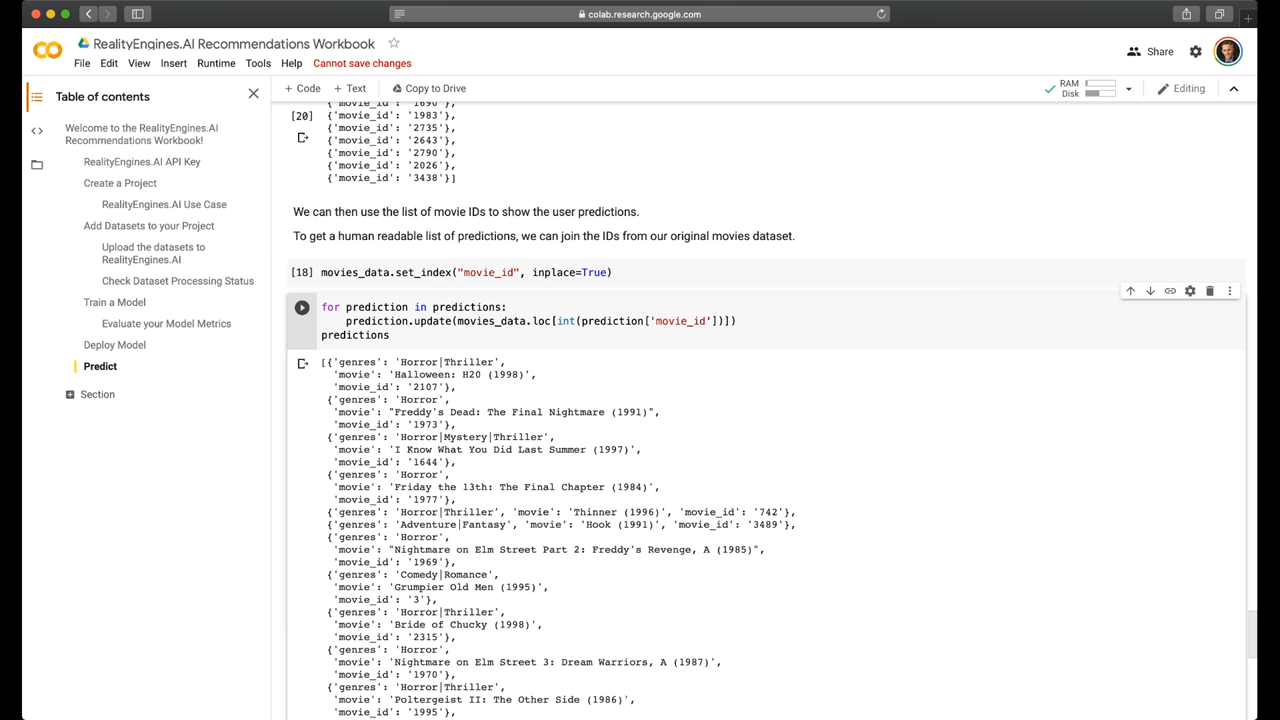 colab.research.google.com
RealityEngines.AI Recommendations Workbook
File Edit View Insert Runtime Tools Help Cannot save changes
Share
Table of contents
+ Code + Text Copy to Drive
RAM
Disk
Editing
Welcome to the RealityEngines.AI
Recommendations Workbook!
RealityEngines.AI API Key
Create a Project
RealityEngines.AI Use Case
Add Datasets to your Project
Upload the datasets to
RealityEngines.AI
Check Dataset Processing Status
Train a Model
Evaluate your Model Metrics
Deploy Model
Predict
Section
{'movie_id': '1690'},
[20] {'movie_id': '1983'},
{'movie_id': '2735'},
{'movie_id': '2643'},
{'movie_id': '2790'},
{'movie_id': '2026'},
{'movie_id': '3438'}]
We can then use the list of movie IDs to show the user predictions.
To get a human readable list of predictions, we can join the IDs from our original movies dataset.
[18] movies_data.set_index("movie_id", inplace=True)
for prediction in predictions:
prediction.update(movies_data.loc[int(prediction['movie_id'])])
predictions
[{'genres': 'Horror|Thriller',
'movie': 'Halloween: H20 (1998)',
'movie_id': '2107'},
{'genres': 'Horror',
'movie': "Freddy's Dead: The Final Nightmare (1991)",
'movie_id': '1973'},
{'genres': 'Horror|Mystery|Thriller',
'movie': 'I Know What You Did Last Summer (1997)',
'movie_id': '1644'},
{'genres': 'Horror',
'movie': 'Friday the 13th: The Final Chapter (1984)',
'movie_id': '1977'},
{'genres': 'Horror|Thriller', 'movie': 'Thinner (1996)', 'movie_id': '742'},
{'genres': 'Adventure|Fantasy', 'movie': 'Hook (1991)', 'movie_id': '3489'},
{'genres': 'Horror',
'movie': "Nightmare on Elm Street Part 2: Freddy's Revenge, A (1985)",
'movie_id': '1969'},
{'genres': 'Comedy|Romance',
'movie': 'Grumpier Old Men (1995)',
'movie_id': '3'},
{'genres': 'Horror|Thriller',
'movie': 'Bride of Chucky (1998)',
'movie_id': '2315'},
{'genres': 'Horror',
'movie': 'Nightmare on Elm Street 3: Dream Warriors, A (1987)',
'movie_id': '1970'},
{'genres': 'Horror|Thriller',
'movie': 'Poltergeist II: The Other Side (1986)',
'movie_id': '1995'},